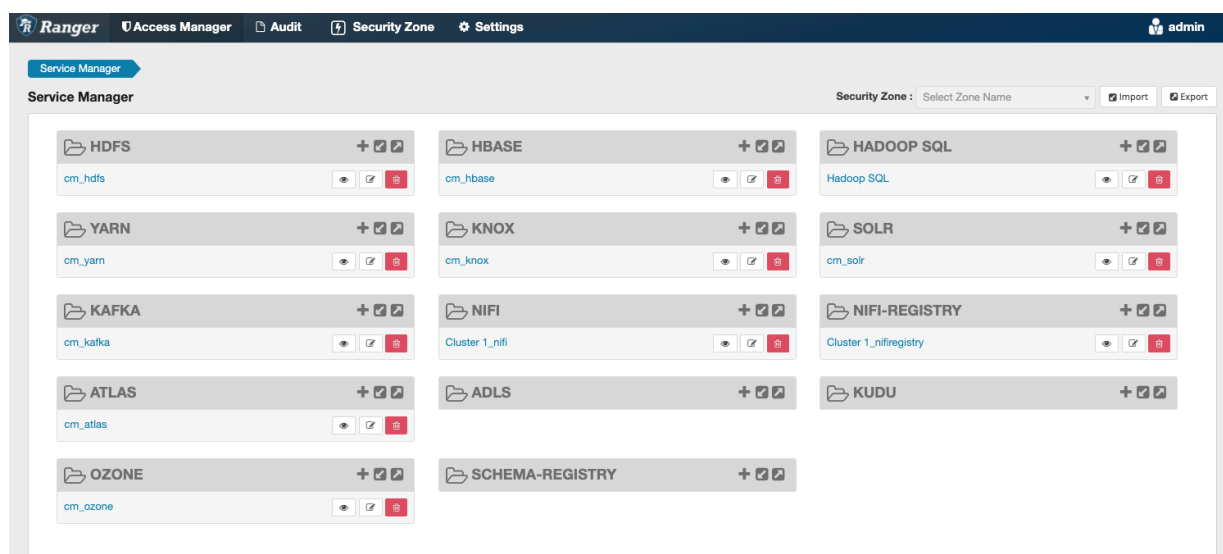 Ranger Access Manager Audit Security Zone Settings admin
Service Manager
Service Manager Security Zone : Select Zone Name Import Export
HDFS HBASE HADOOP SQL
cm_hdfs cm_hbase Hadoop SQL
YARN KNOX SOLR
cm_yarn cm_knox cm_solr
KAFKA NIFI NIFI-REGISTRY
cm_kafka Cluster 1_nifi Cluster 1_nifiregistry
ATLAS ADLS KUDU
cm_atlas
OZONE SCHEMA-REGISTRY
cm_ozone